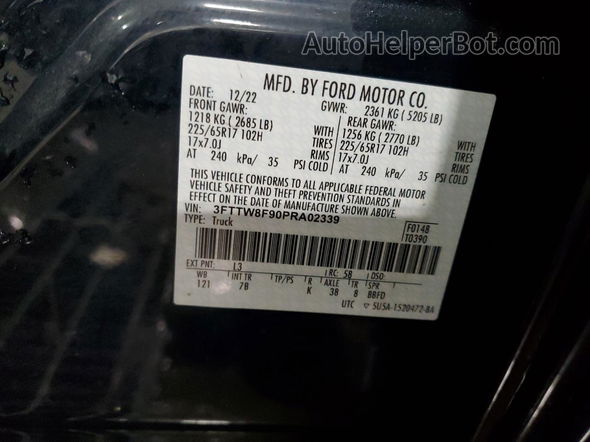 AutoHelperBot.com
MFD. BY FORD MOTOR CO.
DATE: 12/22 GVWR: 2361 KG ( 5205 LB)
FRONT GAWR: REAR GAWR:
1218 KG ( 2685 LB) WITH 1256 KG ( 2770 LB) WITH
225/65R17 102H TIRES 225/65R17 102H TIRES
17x7.0J RIMS 17x7.0J RIMS
AT 240 kPa/ 35 PSI COLD AT 240 kPa/ 35 PSI COLD
THIS VEHICLE CONFORMS TO ALL APPLICABLE FEDERAL MOTOR
VEHICLE SAFETY AND THEFT PREVENTION STANDARDS IN
EFFECT ON THE DATE OF MANUFACTURE SHOWN ABOVE.
VIN: 3FTTW8F90PRA02339 F0148
TYPE: Truck T0390
EXT PNT: L3 RC: 58 DSO:
WB INT TR TP/PS R AXLE TR SPR
121 7B K 3B 8 BBFD
UTC ▽ 5U5A-1520472-BA